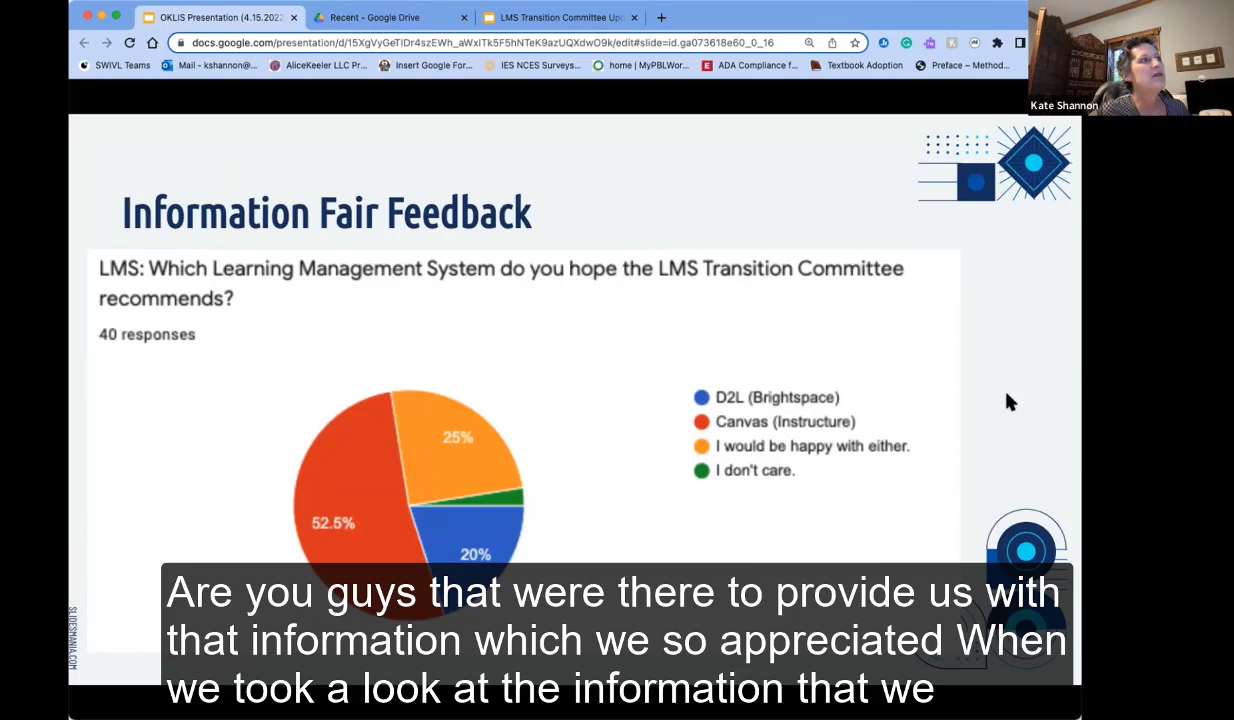 OKLIS Presentation (4.15.2022
Recent - Google Drive
LMS Transition Committee Up
docs.google.com/presentation/d/15XgVyGeTlDr4szEWh_aWxITk5F5hNTeK9azUQXdwO9k/edit#slide=id.ga073618e60_0_16
SWIVL Teams
Mail - kshannon@...
AliceKeeler LLC Pr...
Insert Google For...
IES NCES Surveys...
home | MyPBLWor...
ADA Compliance f...
Textbook Adoption
Preface – Method...
Kate Shannon
Information Fair Feedback
LMS: Which Learning Management System do you hope the LMS Transition Committee
recommends?
40 responses
25%
52.5%
20%
D2L (Brightspace)
Canvas (Instructure)
I would be happy with either.
I don't care.
SLIDESMANIA.COM
Are you guys that were there to provide us with
that information which we so appreciated When
we took a look at the information that we